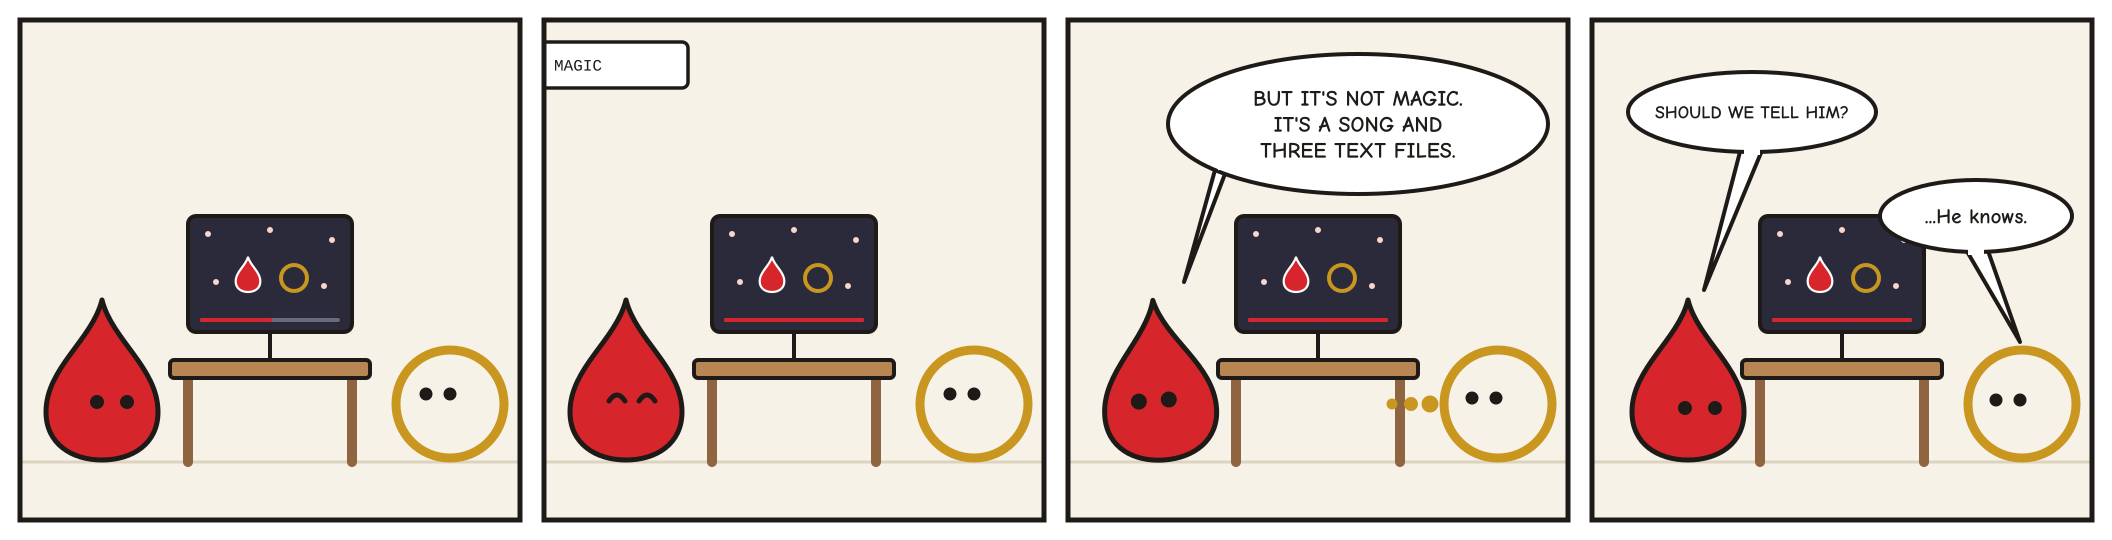 MAGIC
BUT IT'S NOT MAGIC.
IT'S A SONG AND
THREE TEXT FILES.
SHOULD WE TELL HIM?
...He knows.